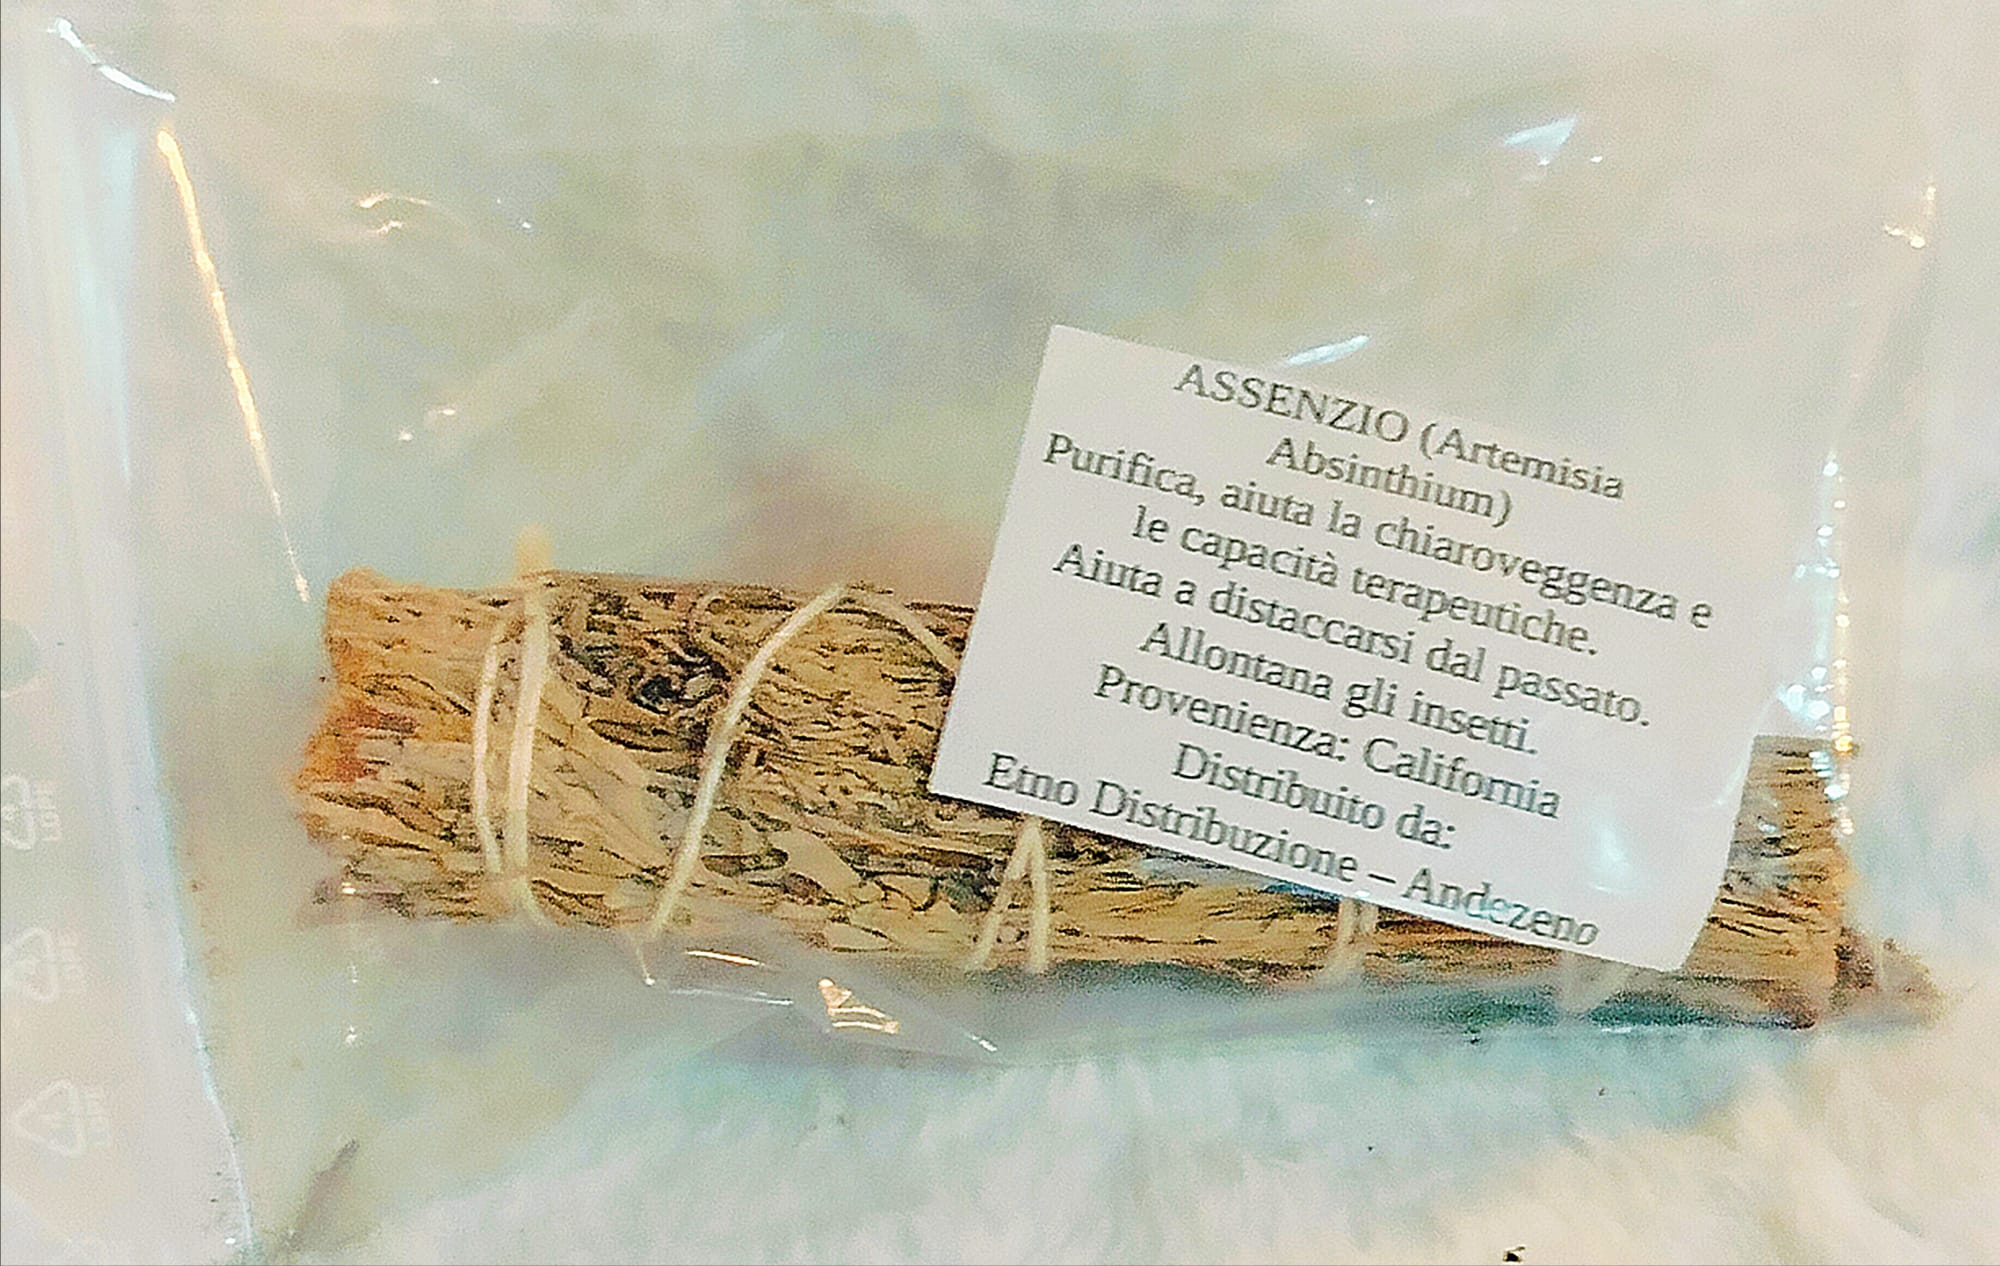 ASSENZIO (Artemisia
Absinthium)
Purifica, aiuta la chiaroveggenza e
le capacità terapeutiche.
Aiuta a distaccarsi dal passato.
Allontana gli insetti.
Provenienza: California
Distribuito da:
Etno Distribuzione – Andezeno